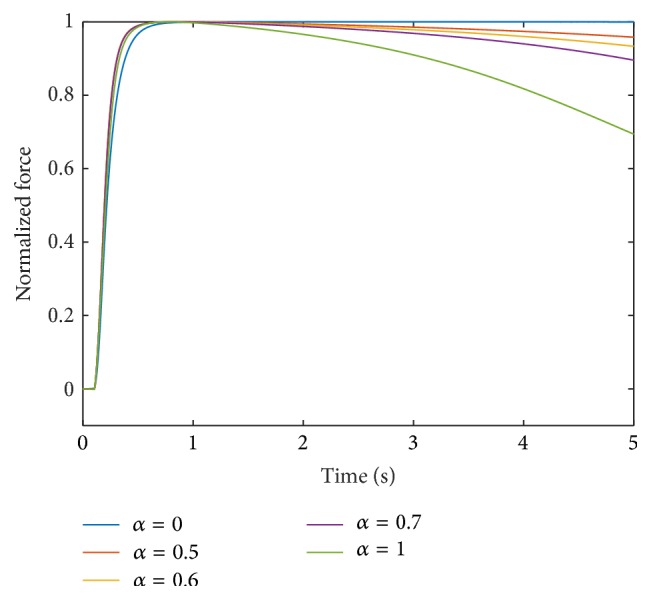 1
0.8
0.6
0.4
0.2
0
Normalized force
0 1 2 3 4 5
Time (s)
α = 0
α = 0.5
α = 0.6
α = 0.7
α = 1